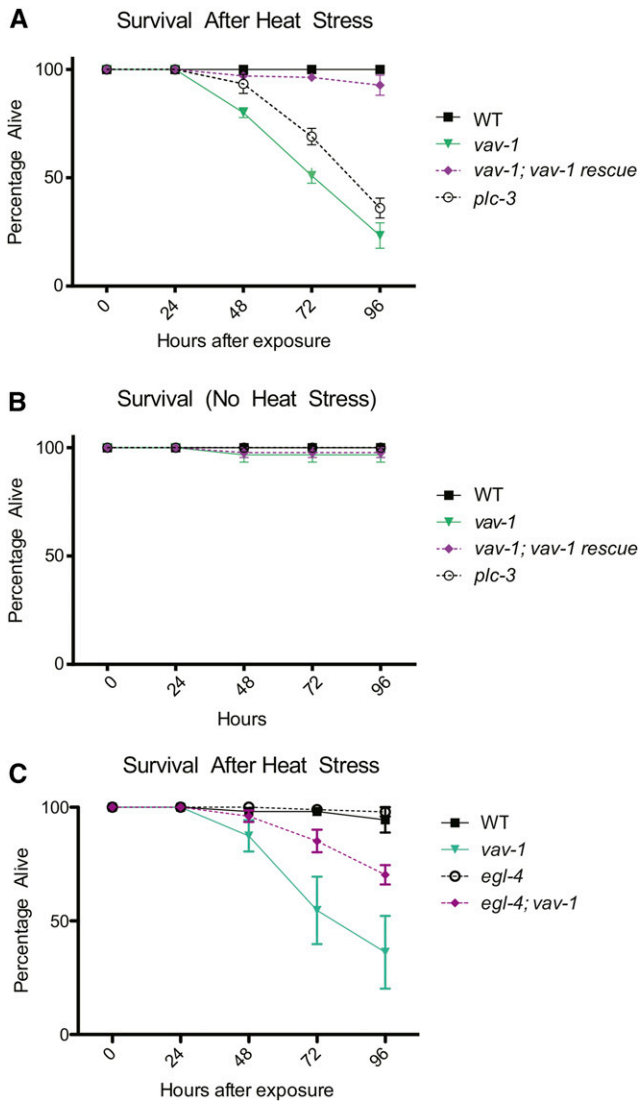 A
Survival After Heat Stress
Percentage Alive
100
50
0
0
24
48
72
96
Hours after exposure
WT
vav-1
vav-1; vav-1 rescue
plc-3
B
Survival (No Heat Stress)
Percentage Alive
100
50
0
0
24
48
72
96
Hours
WT
vav-1
vav-1; vav-1 rescue
plc-3
C
Survival After Heat Stress
Percentage Alive
100
50
0
0
24
48
72
96
Hours after exposure
WT
vav-1
egl-4
egl-4; vav-1